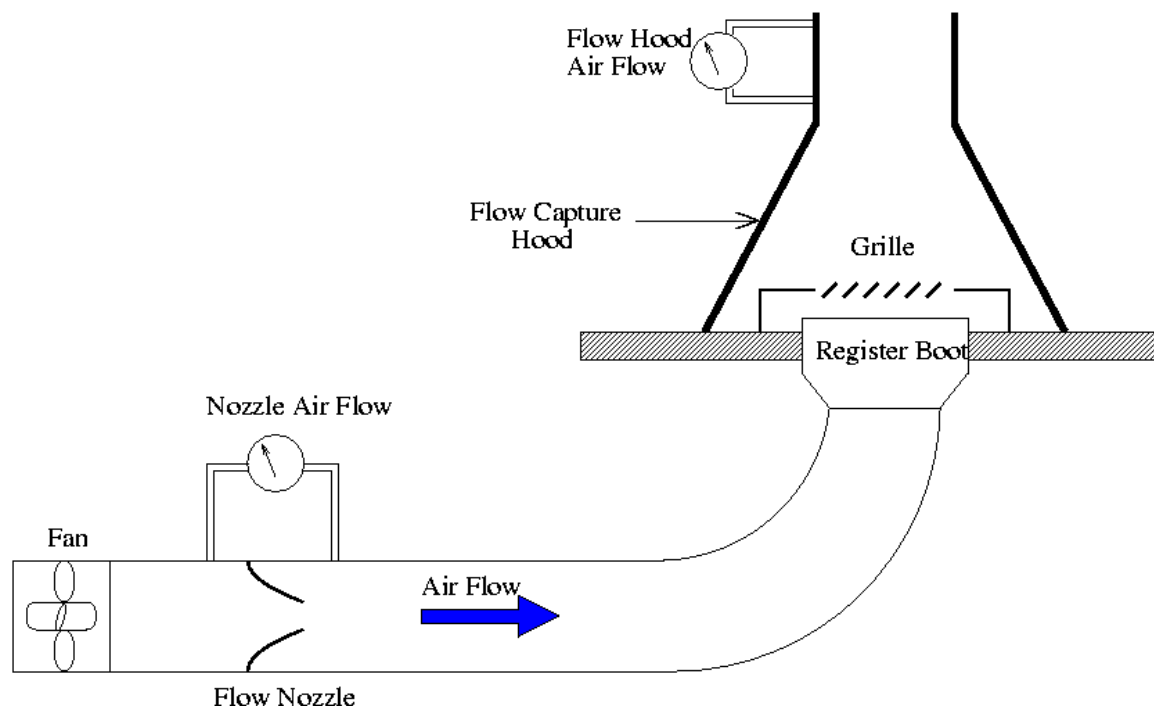 Flow Hood
Air Flow
Flow Capture
Hood
Grille
Register Boot
Nozzle Air Flow
Fan
Air Flow
Flow Nozzle